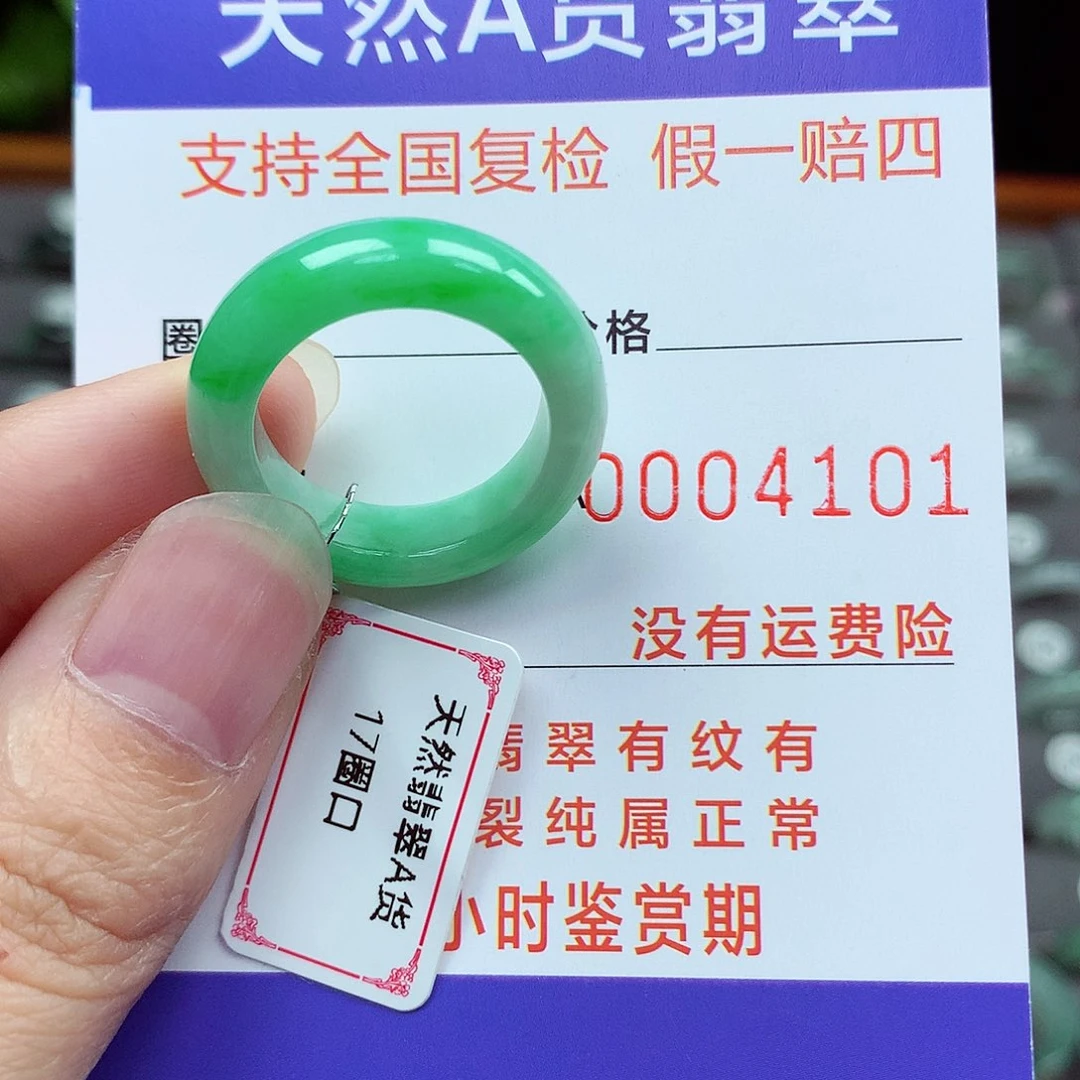 天然A货翡翠
支持全国复检 假一赔四
圈 价格
0004101
没有运费险
翡翠有纹有
裂纯属正常
小时鉴赏期
天然翡翠A货
17圈口